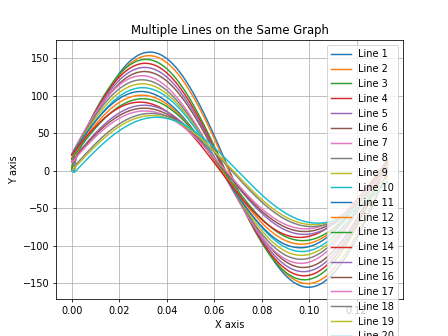 Multiple Lines on the Same Graph
Y axis
150
100
50
0
−50
−100
−150
0.00
0.02
0.04
0.06
0.08
0.10
X axis
Line 1
Line 2
Line 3
Line 4
Line 5
Line 6
Line 7
Line 8
Line 9
Line 10
Line 11
Line 12
Line 13
Line 14
Line 15
Line 16
Line 17
Line 18
Line 19
Line 20